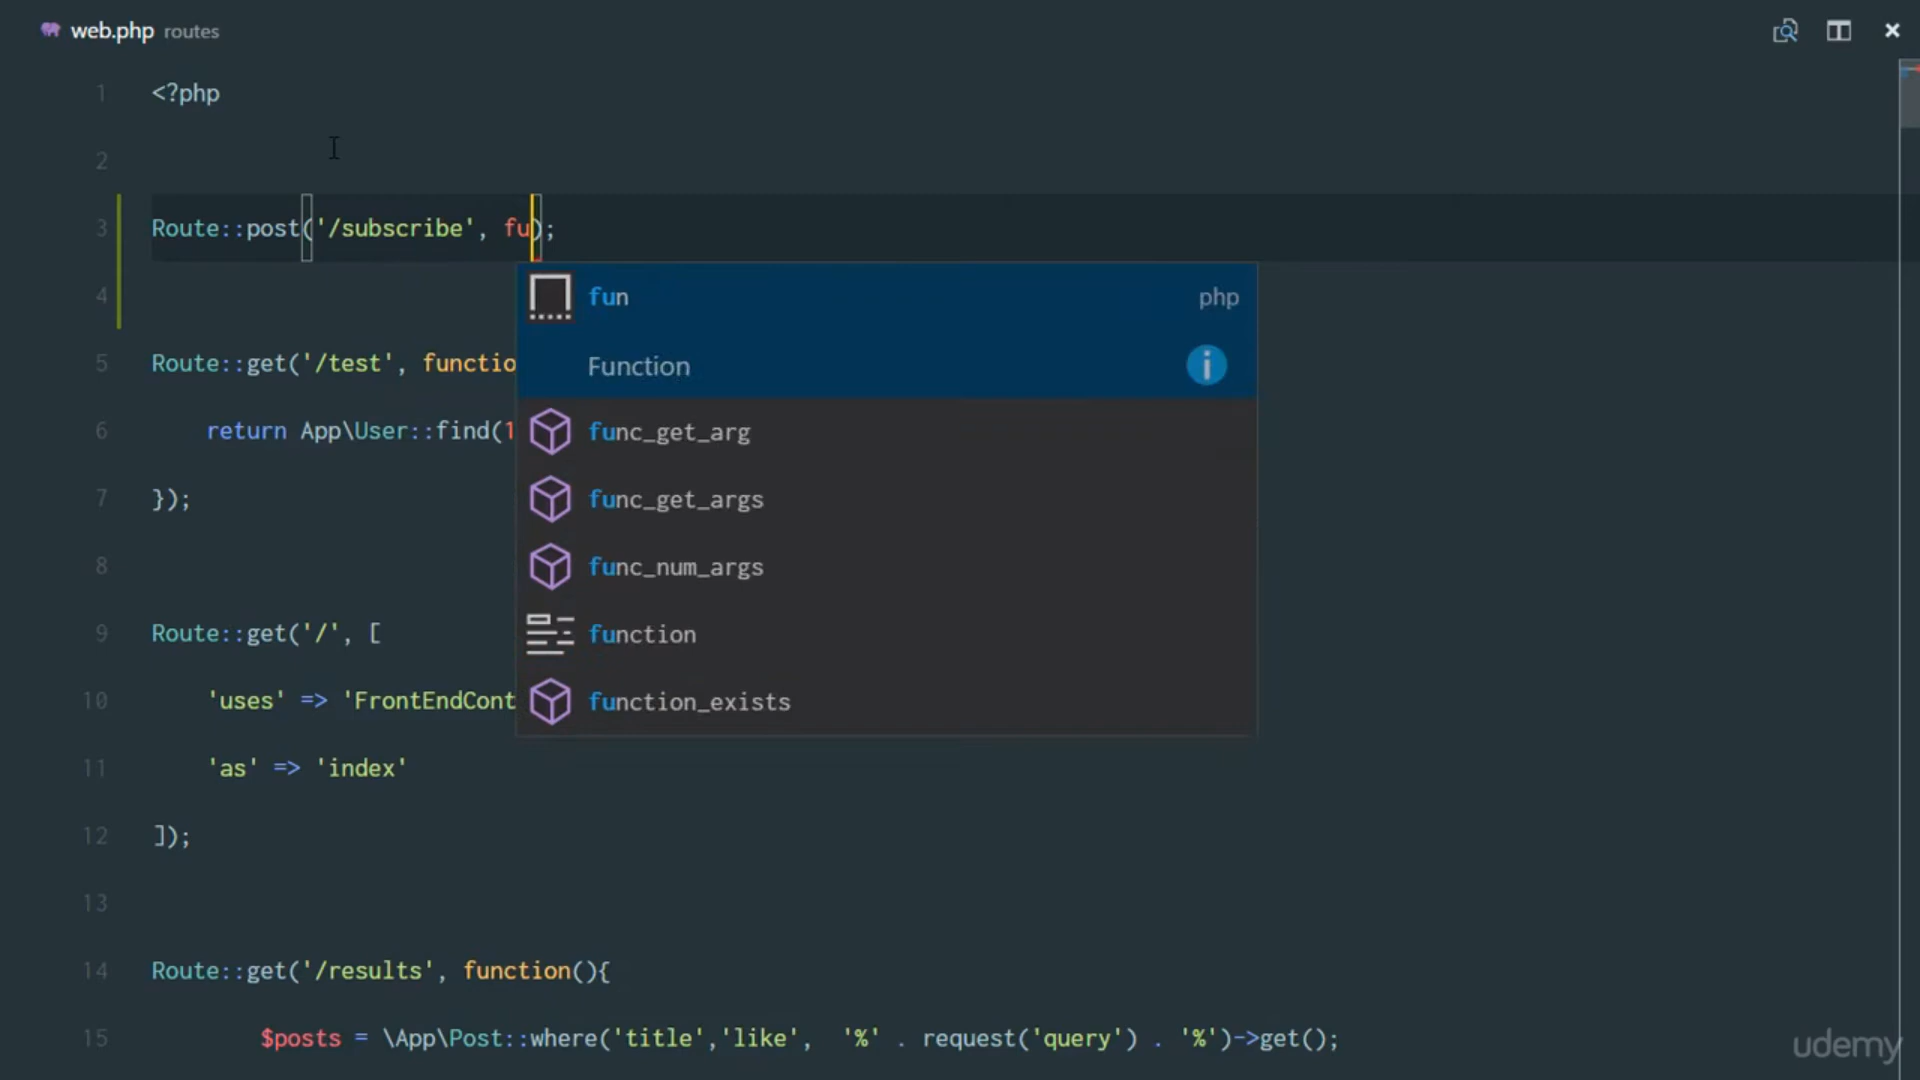 web.php routes
1 <?php
2
3 Route::post('/subscribe', fu);
fun php
4
Function
5 Route::get('/test', functio
func_get_arg
6 return App\User::find(1
func_get_args
7 });
func_num_args
8
function
9 Route::get('/', [
function_exists
10 'uses' => 'FrontEndCont
11 'as' => 'index'
12 ]);
13
14 Route::get('/results', function(){
15 $posts = \App\Post::where('title','like', '%' . request('query') . '%')->get();
udemy